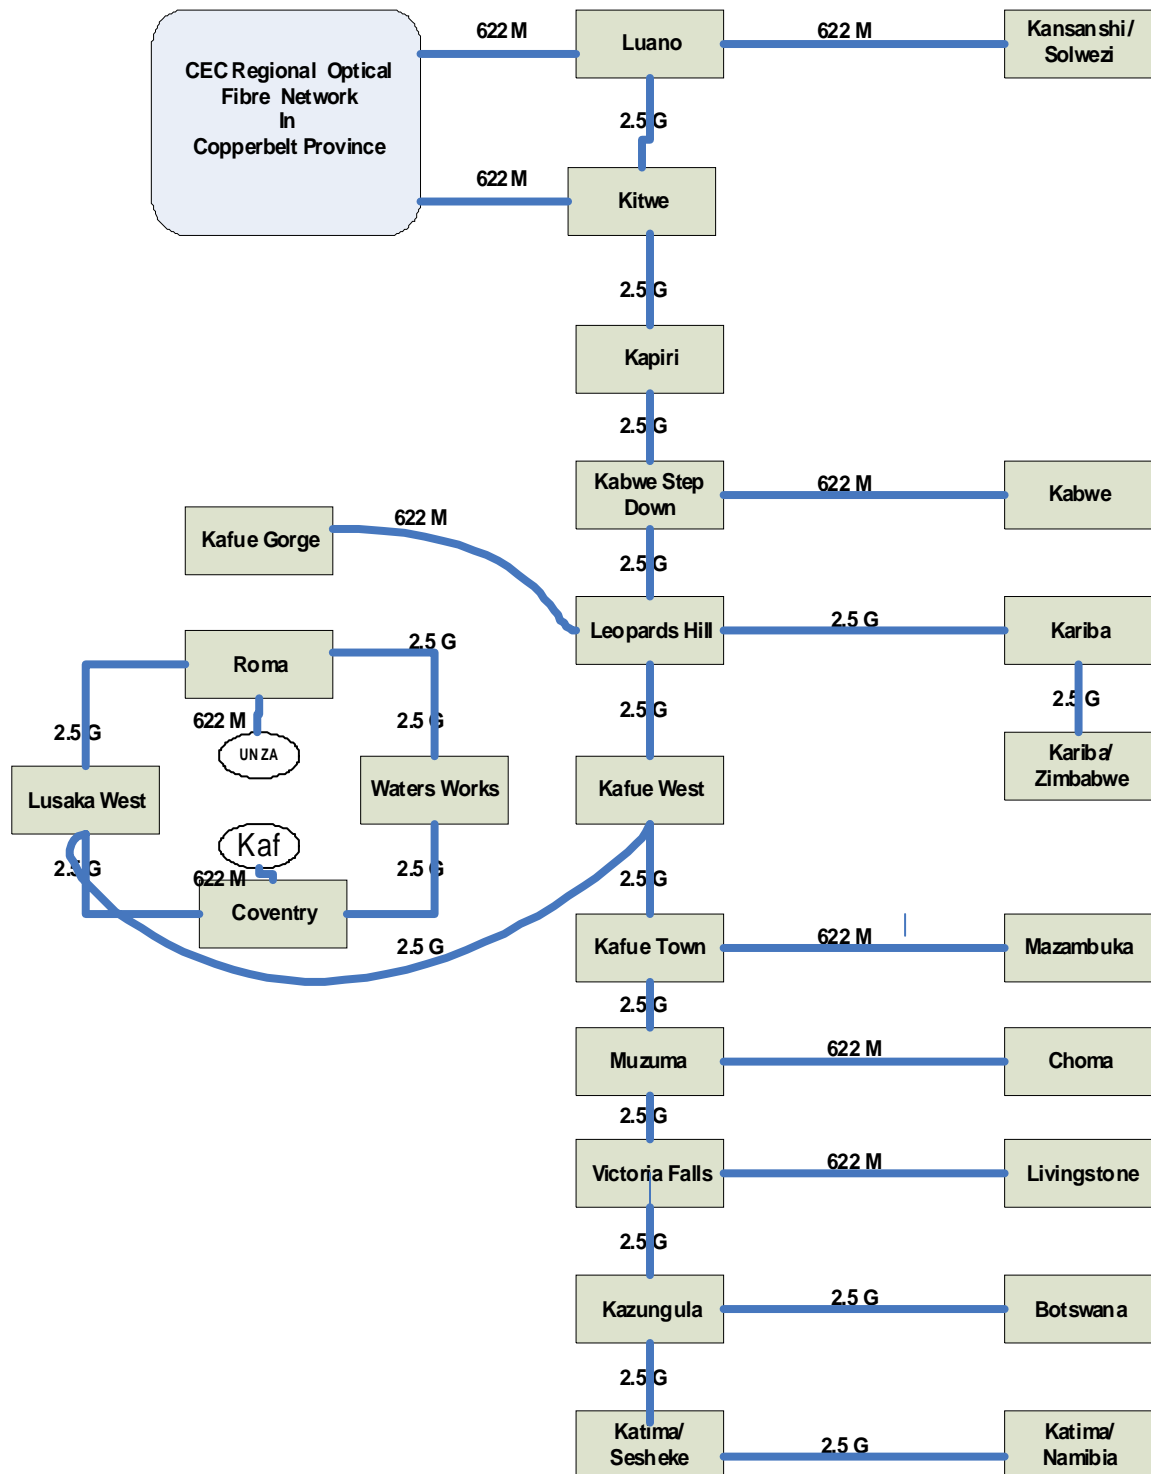 622 M
Luano
622 M
Kansanshi/
Solwezi
CEC Regional Optical
Fibre Network
In
Copperbelt Province
2.5 G
622 M
Kitwe
2.5 G
Kapiri
2.5 G
Kabwe Step
Down
622 M
Kabwe
622 M
Kafue Gorge
2.5 G
Leopards Hill
2.5 G
Kariba
2.5 G
Roma
2.5 G
622 M
2.5 G
2.5 G
2.5 G
2.5 G
UNZA
Kariba/
Zimbabwe
Lusaka West
Waters Works
Kafue West
Kaf
2.5 G
622 M
2.5 G
2.5 G
Coventry
2.5 G
Kafue Town
622 M
Mazambuka
2.5 G
Muzuma
622 M
Choma
2.5 G
Victoria Falls
622 M
Livingstone
2.5 G
Kazungula
2.5 G
Botswana
2.5 G
Katima/
Sesheke
2.5 G
Katima/
Namibia